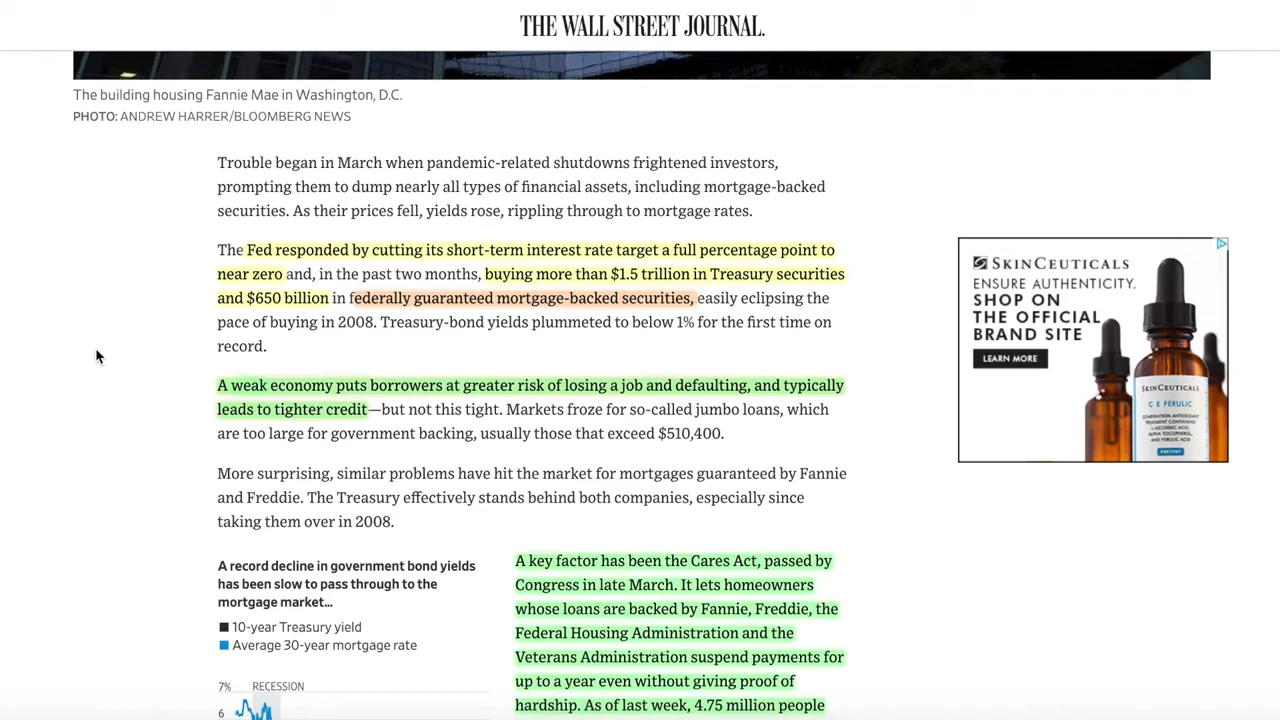 THE WALL STREET JOURNAL.
The building housing Fannie Mae in Washington, D.C.
PHOTO: ANDREW HARRER/BLOOMBERG NEWS
Trouble began in March when pandemic-related shutdowns frightened investors,
prompting them to dump nearly all types of financial assets, including mortgage-backed
securities. As their prices fell, yields rose, rippling through to mortgage rates.
The Fed responded by cutting its short-term interest rate target a full percentage point to
near zero and, in the past two months, buying more than $1.5 trillion in Treasury securities
and $650 billion in federally guaranteed mortgage-backed securities, easily eclipsing the
pace of buying in 2008. Treasury-bond yields plummeted to below 1% for the first time on
record.
A weak economy puts borrowers at greater risk of losing a job and defaulting, and typically
leads to tighter credit—but not this tight. Markets froze for so-called jumbo loans, which
are too large for government backing, usually those that exceed $510,400.
More surprising, similar problems have hit the market for mortgages guaranteed by Fannie
and Freddie. The Treasury effectively stands behind both companies, especially since
taking them over in 2008.
A record decline in government bond yields
has been slow to pass through to the
mortgage market...
10-year Treasury yield
Average 30-year mortgage rate
7%
RECESSION
6
A key factor has been the Cares Act, passed by
Congress in late March. It lets homeowners
whose loans are backed by Fannie, Freddie, the
Federal Housing Administration and the
Veterans Administration suspend payments for
up to a year even without giving proof of
hardship. As of last week, 4.75 million people
SKINCEUTICALS
ENSURE AUTHENTICITY.
SHOP ON
THE OFFICIAL
BRAND SITE
LEARN MORE
SKINCEUTICALS
C E FERULIC
COMBINATION ANTIOXIDANT
TREATMENT CONTAINING
L-ASCORBIC ACID,
ALPHA TOCOPHEROL,
AND FERULIC ACID
PREVENT